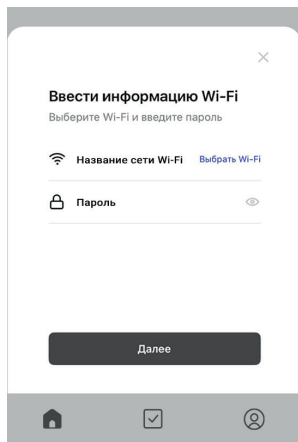 Ввести информацию Wi-Fi
Выберите Wi-Fi и введите пароль
Название сети Wi-Fi Выбрать Wi-Fi
Пароль
Далее